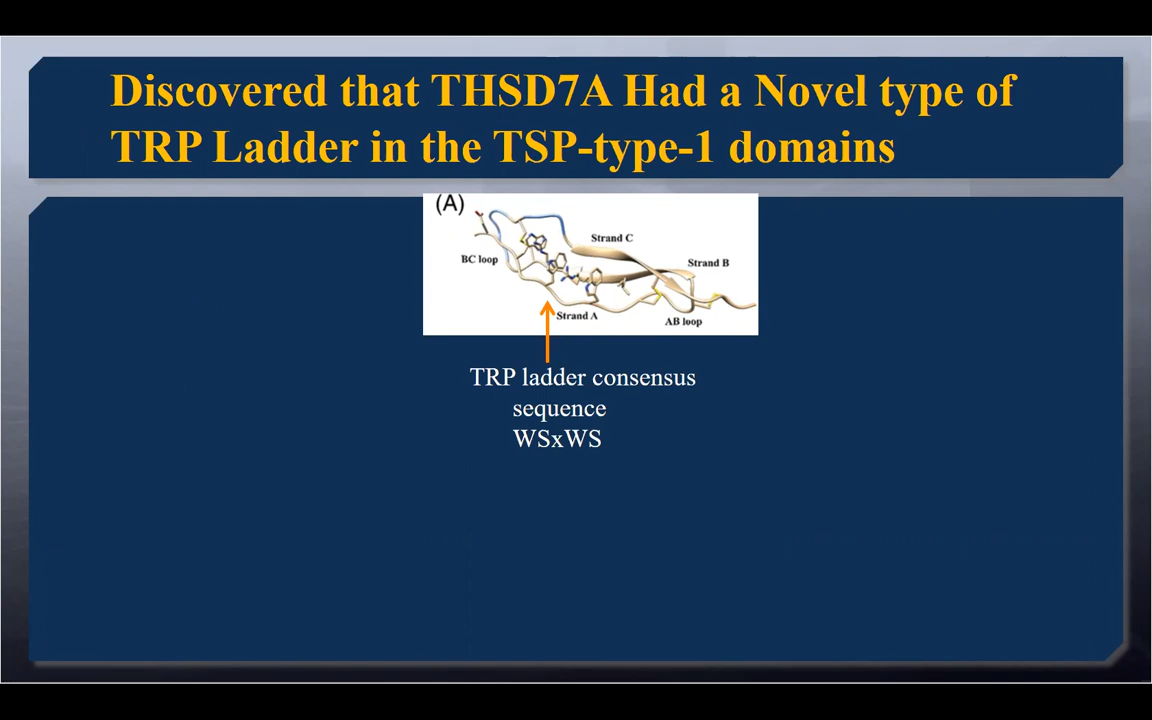 Discovered that THSD7A Had a Novel type of
TRP Ladder in the TSP-type-1 domains
(A)
Strand C
BC loop
Strand B
Strand A
AB loop
TRP ladder consensus
sequence
WSxWS